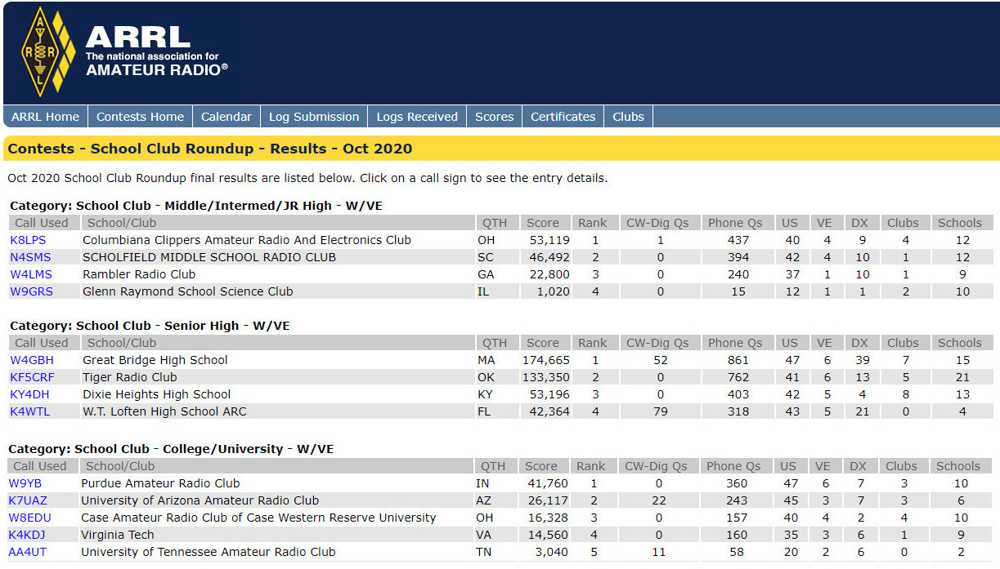 A
R R
L
ARRL
The national association for
AMATEUR RADIO®
ARRL Home Contests Home Calendar Log Submission Logs Received Scores Certificates Clubs
Contests - School Club Roundup - Results - Oct 2020
Oct 2020 School Club Roundup final results are listed below. Click on a call sign to see the entry details.
Category: School Club - Middle/Intermed/JR High - W/VE
Call Used School/Club QTH Score Rank CW-Dig Qs Phone Qs US VE DX Clubs Schools
K8LPS Columbiana Clippers Amateur Radio And Electronics Club OH 53,119 1 1 437 40 4 9 4 12
N4SMS SCHOLFIELD MIDDLE SCHOOL RADIO CLUB SC 46,492 2 0 394 42 4 10 1 12
W4LMS Rambler Radio Club GA 22,800 3 0 240 37 1 10 1 9
W9GRS Glenn Raymond School Science Club IL 1,020 4 0 15 12 1 1 2 10
Category: School Club - Senior High - W/VE
Call Used School/Club QTH Score Rank CW-Dig Qs Phone Qs US VE DX Clubs Schools
W4GBH Great Bridge High School MA 174,665 1 52 861 47 6 39 7 15
KF5CRF Tiger Radio Club OK 133,350 2 0 762 41 6 13 5 21
KY4DH Dixie Heights High School KY 53,196 3 0 403 42 5 4 8 13
K4WTL W.T. Loften High School ARC FL 42,364 4 79 318 43 5 21 0 4
Category: School Club - College/University - W/VE
Call Used School/Club QTH Score Rank CW-Dig Qs Phone Qs US VE DX Clubs Schools
W9YB Purdue Amateur Radio Club IN 41,760 1 0 360 47 6 7 3 10
K7UAZ University of Arizona Amateur Radio Club AZ 26,117 2 22 243 45 3 7 3 6
W8EDU Case Amateur Radio Club of Case Western Reserve University OH 16,328 3 0 157 40 4 2 4 10
K4KDJ Virginia Tech VA 14,560 4 0 160 35 3 6 1 9
AA4UT University of Tennessee Amateur Radio Club TN 3,040 5 11 58 20 2 6 0 2